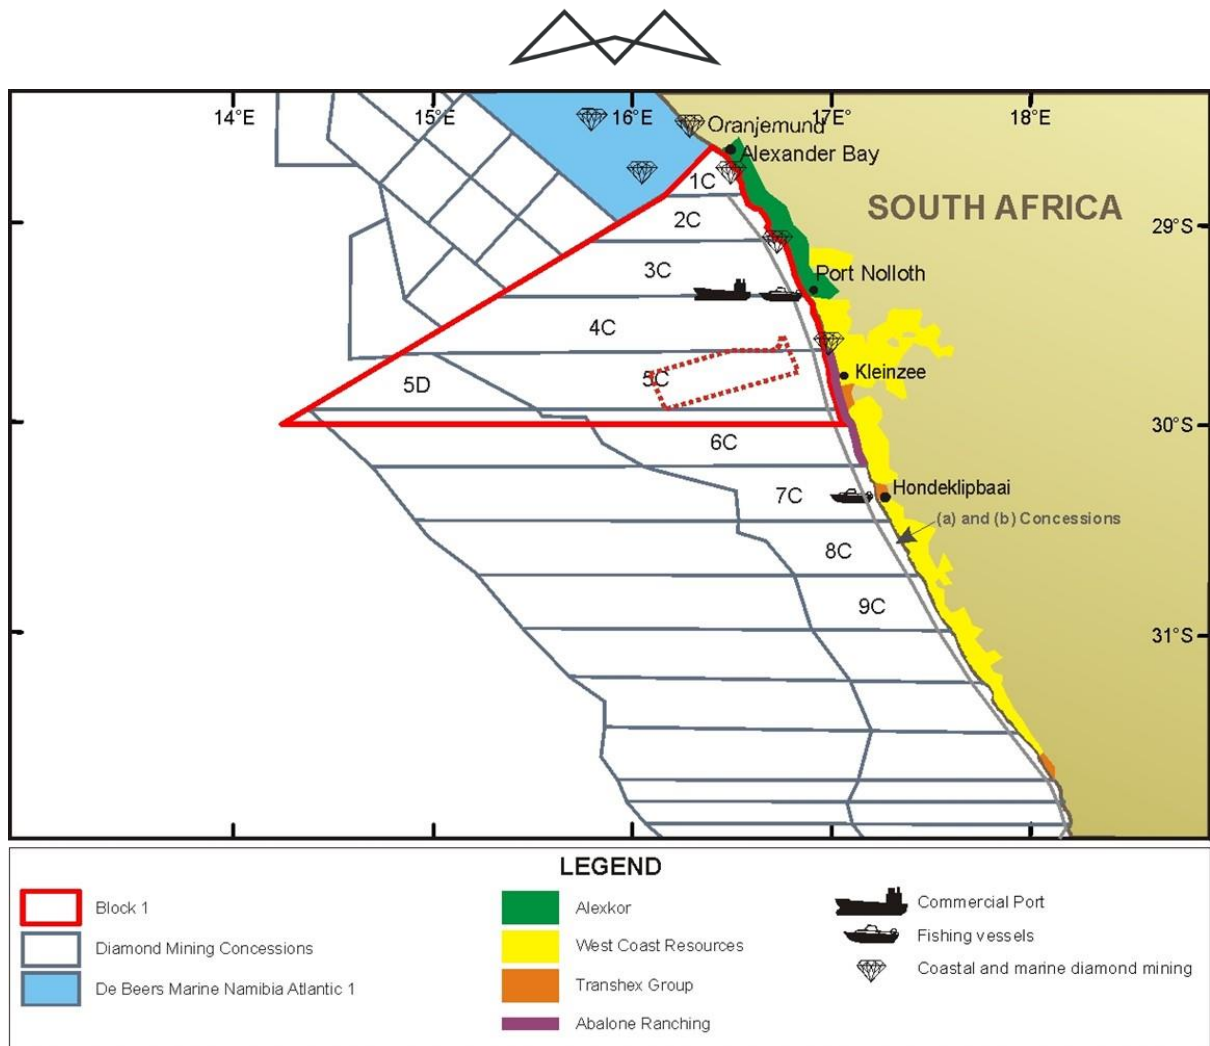 14°E
15°E
16°E
17°E
18°E
Oranjemund
Alexander Bay
1C
SOUTH AFRICA
2C
29°S
3C
Port Nolloth
4C
5D
5C
Kleinzee
6C
30°S
7C
Hondeklipbaai
(a) and (b) Concessions
8C
9C
31°S
LEGEND
Block 1
Diamond Mining Concessions
De Beers Marine Namibia Atlantic 1
Alexkor
West Coast Resources
Transhex Group
Abalone Ranching
Commercial Port
Fishing vessels
Coastal and marine diamond mining